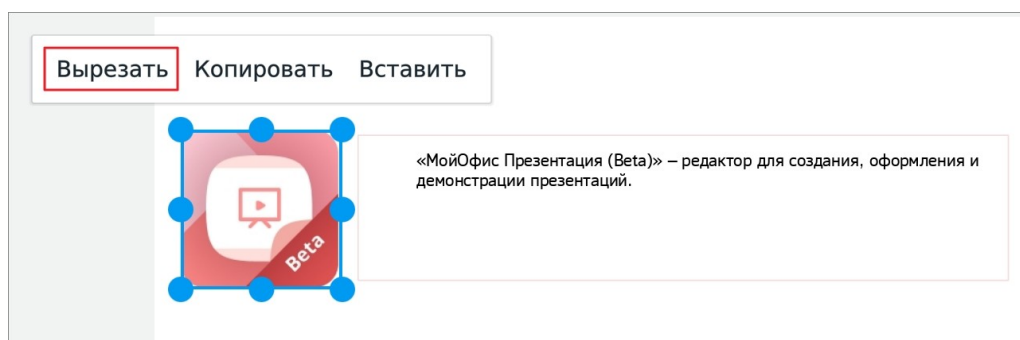 Вырезать Копировать Вставить
«МойОфис Презентация (Beta)» – редактор для создания, оформления и
демонстрации презентаций.
Beta